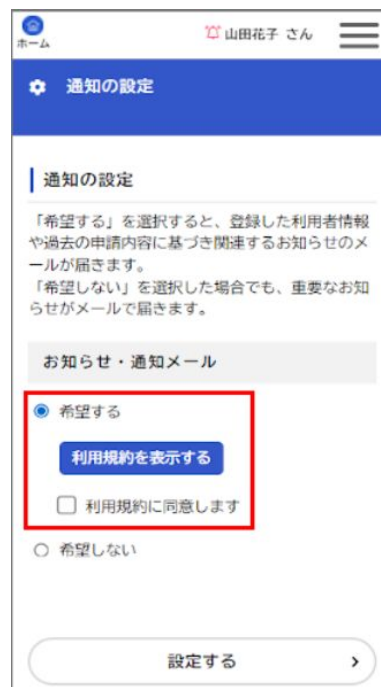 ホーム
山田花子 さん
通知の設定
通知の設定
「希望する」を選択すると、登録した利用者情報
や過去の申請内容に基づき関連するお知らせのメ
ールが届きます。
「希望しない」を選択した場合でも、重要なお知
らせがメールで届きます。
お知らせ・通知メール
希望する
利用規約を表示する
利用規約に同意します
希望しない
設定する